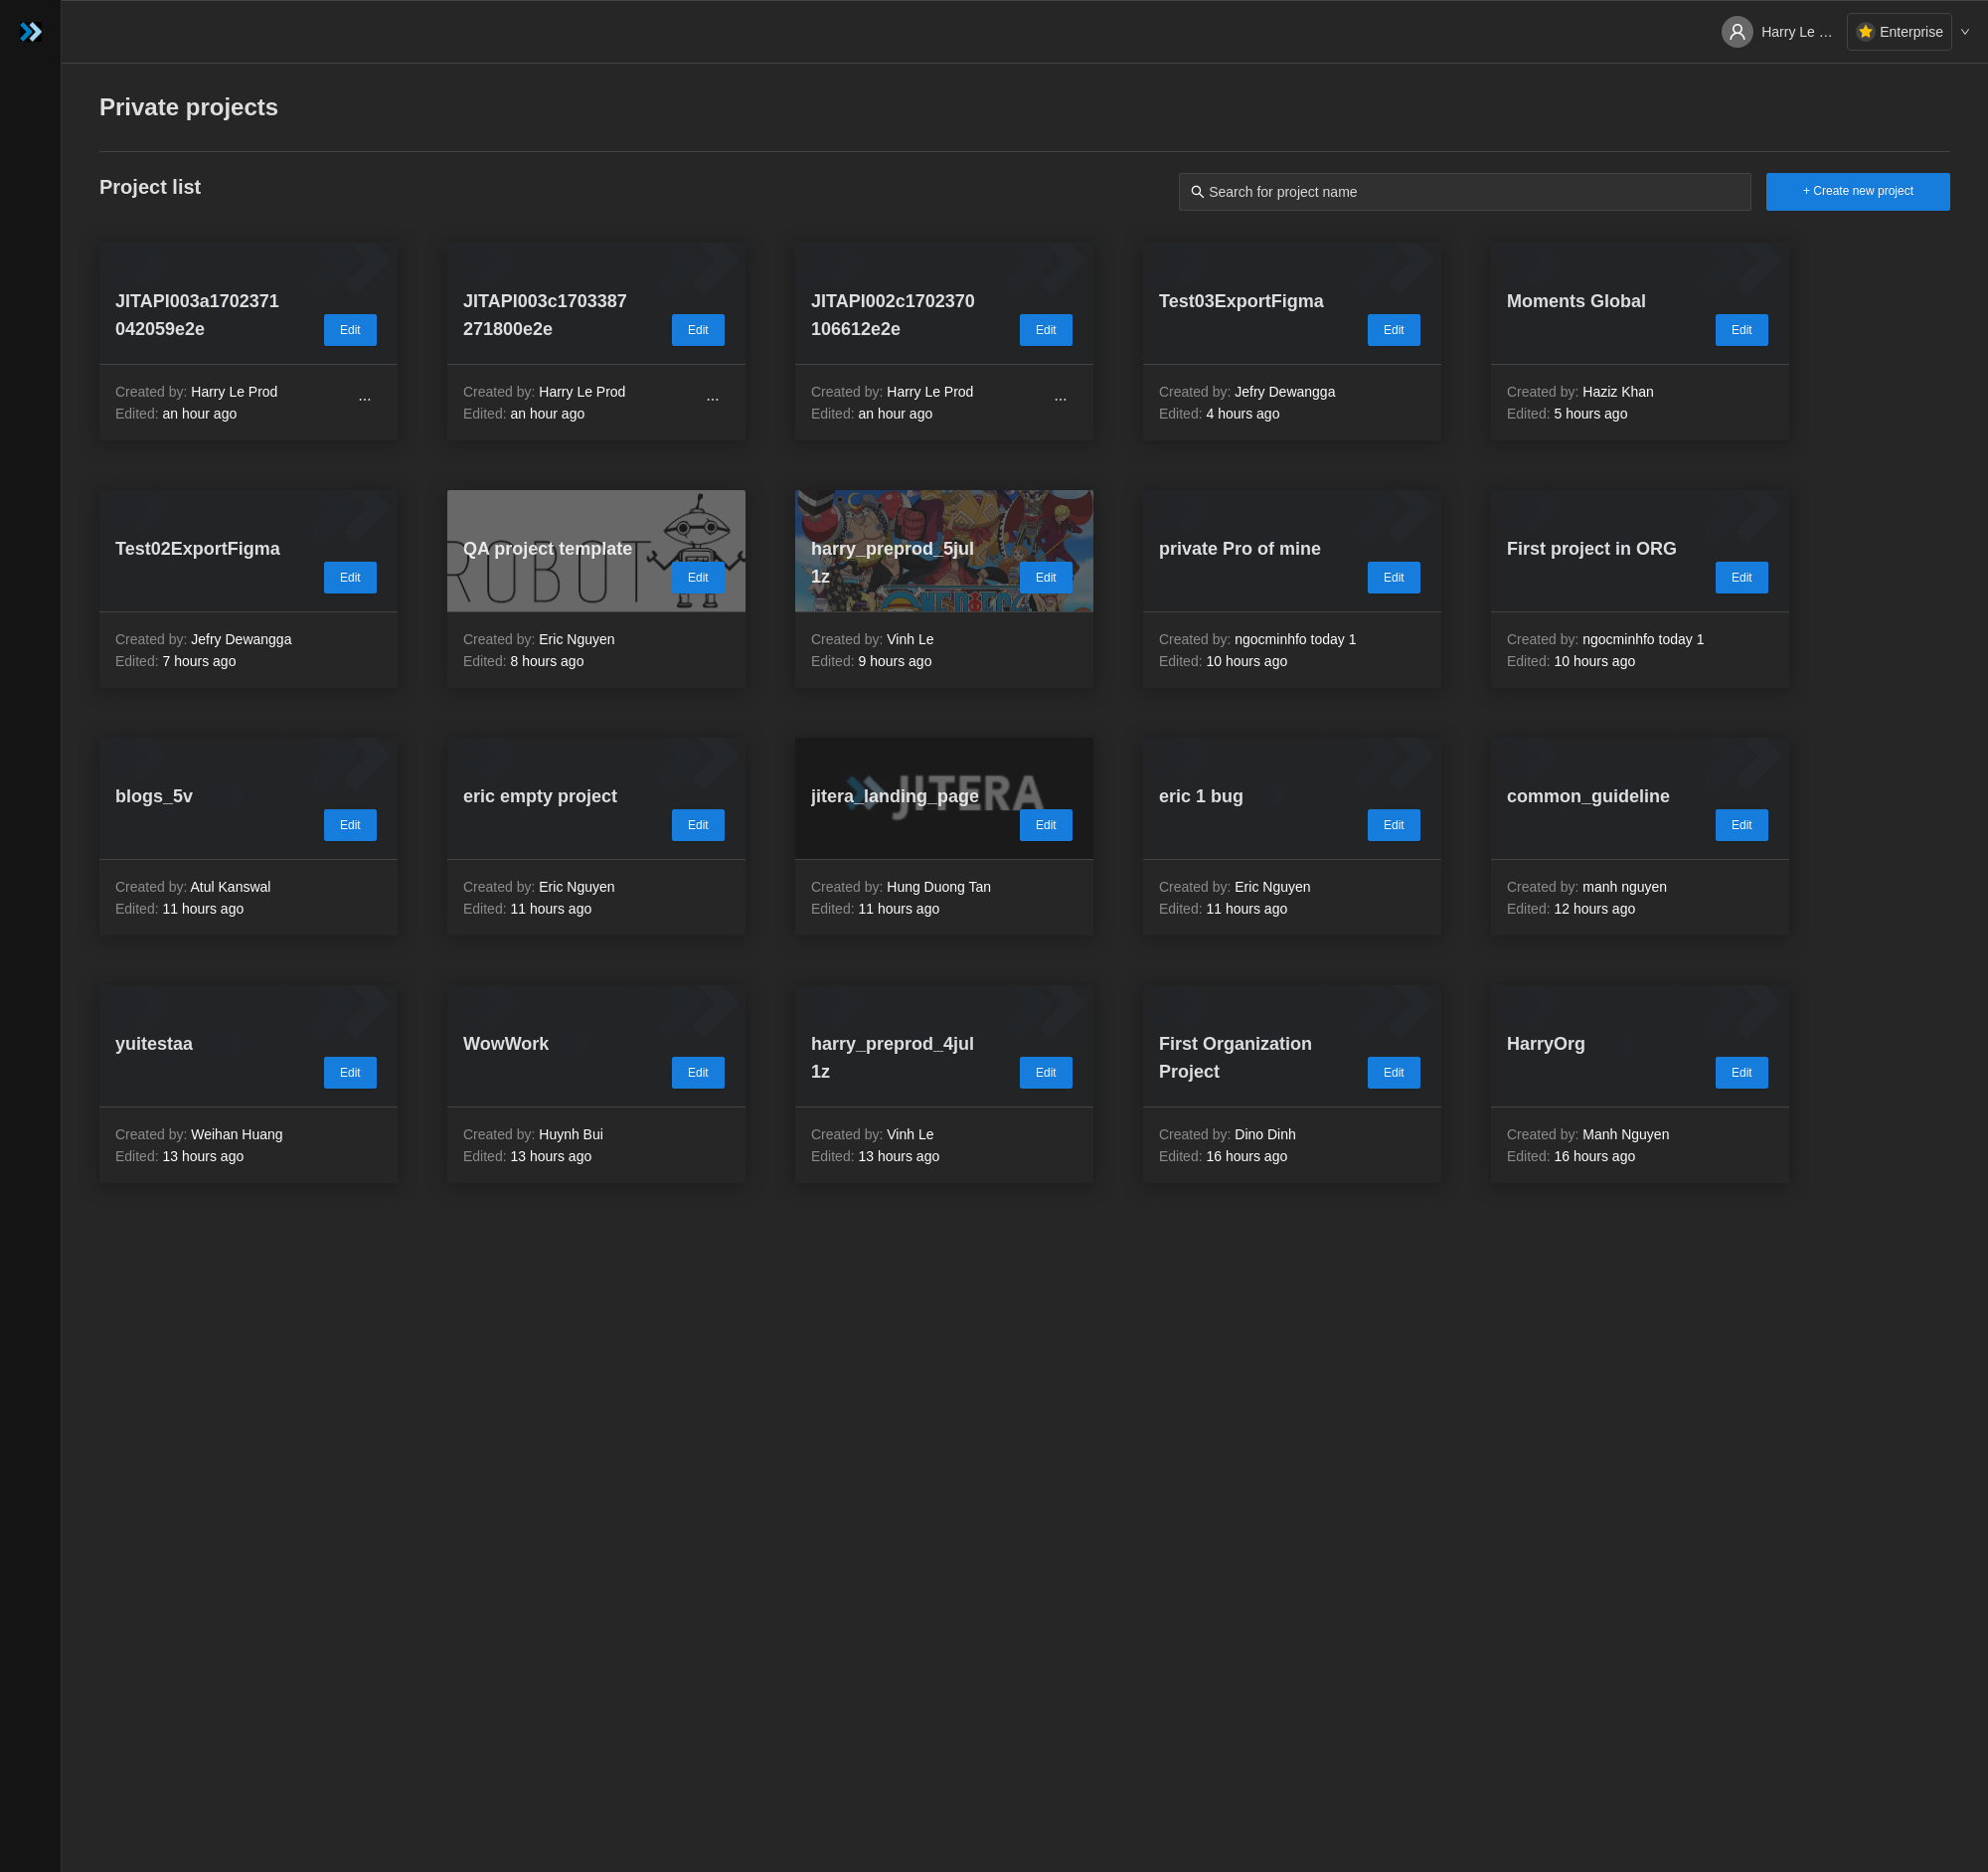 Harry Le …
Enterprise
Private projects
Project list
Search for project name
+ Create new project
JITAPI003a1702371
042059e2e
Edit
Created by: Harry Le Prod
Edited: an hour ago
...
JITAPI003c1703387
271800e2e
Edit
Created by: Harry Le Prod
Edited: an hour ago
...
JITAPI002c1702370
106612e2e
Edit
Created by: Harry Le Prod
Edited: an hour ago
...
Test03ExportFigma
Edit
Created by: Jefry Dewangga
Edited: 4 hours ago
Moments Global
Edit
Created by: Haziz Khan
Edited: 5 hours ago
Test02ExportFigma
Edit
Created by: Jefry Dewangga
Edited: 7 hours ago
QA project template
ROBOT
Edit
Created by: Eric Nguyen
Edited: 8 hours ago
harry_preprod_5jul
1z
Edit
ONE PIECE
Created by: Vinh Le
Edited: 9 hours ago
private Pro of mine
Edit
Created by: ngocminhfo today 1
Edited: 10 hours ago
First project in ORG
Edit
Created by: ngocminhfo today 1
Edited: 10 hours ago
blogs_5v
Edit
Created by: Atul Kanswal
Edited: 11 hours ago
eric empty project
Edit
Created by: Eric Nguyen
Edited: 11 hours ago
JITERA
jitera_landing_page
Edit
Created by: Hung Duong Tan
Edited: 11 hours ago
eric 1 bug
Edit
Created by: Eric Nguyen
Edited: 11 hours ago
common_guideline
Edit
Created by: manh nguyen
Edited: 12 hours ago
yuitestaa
Edit
Created by: Weihan Huang
Edited: 13 hours ago
WowWork
Edit
Created by: Huynh Bui
Edited: 13 hours ago
harry_preprod_4jul
1z
Edit
Created by: Vinh Le
Edited: 13 hours ago
First Organization
Project
Edit
Created by: Dino Dinh
Edited: 16 hours ago
HarryOrg
Edit
Created by: Manh Nguyen
Edited: 16 hours ago